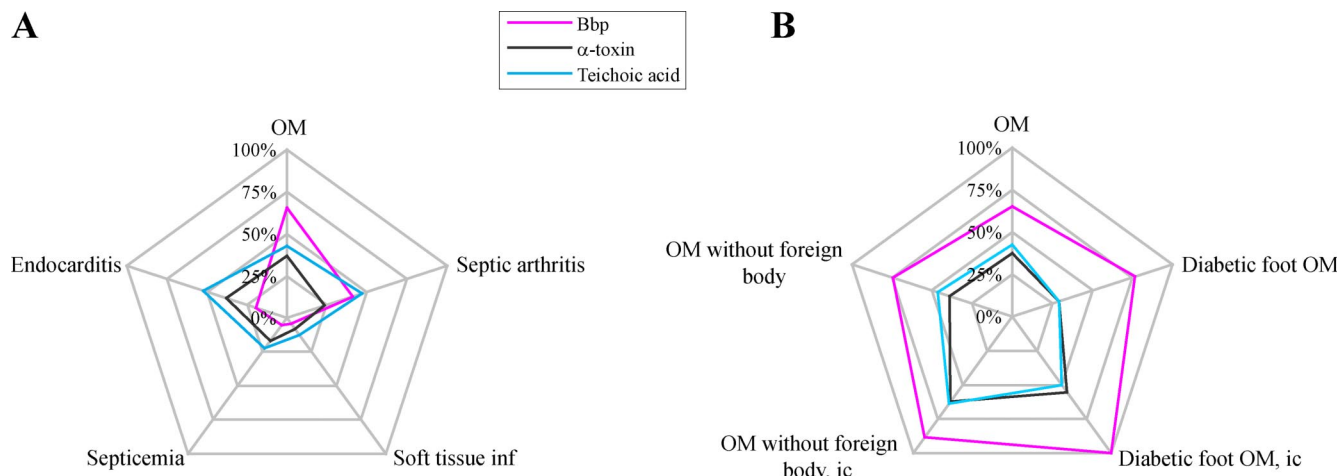 A
Bbp
α-toxin
Teichoic acid
B
OM
100%
75%
50%
25%
0%
Endocarditis
Septic arthritis
Septicemia
Soft tissue inf
OM
100%
75%
50%
25%
0%
OM without foreign
body
Diabetic foot OM
OM without foreign
body, ic
Diabetic foot OM, ic